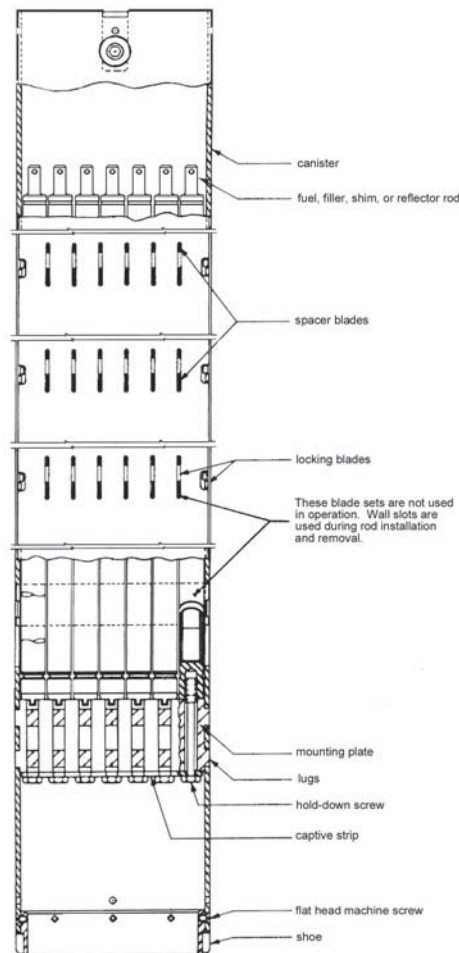 canister
fuel, filler, shim, or reflector rod
spacer blades
locking blades
These blade sets are not used
in operation. Wall slots are
used during rod installation
and removal.
mounting plate
lugs
hold-down screw
captive strip
flat head machine screw
shoe